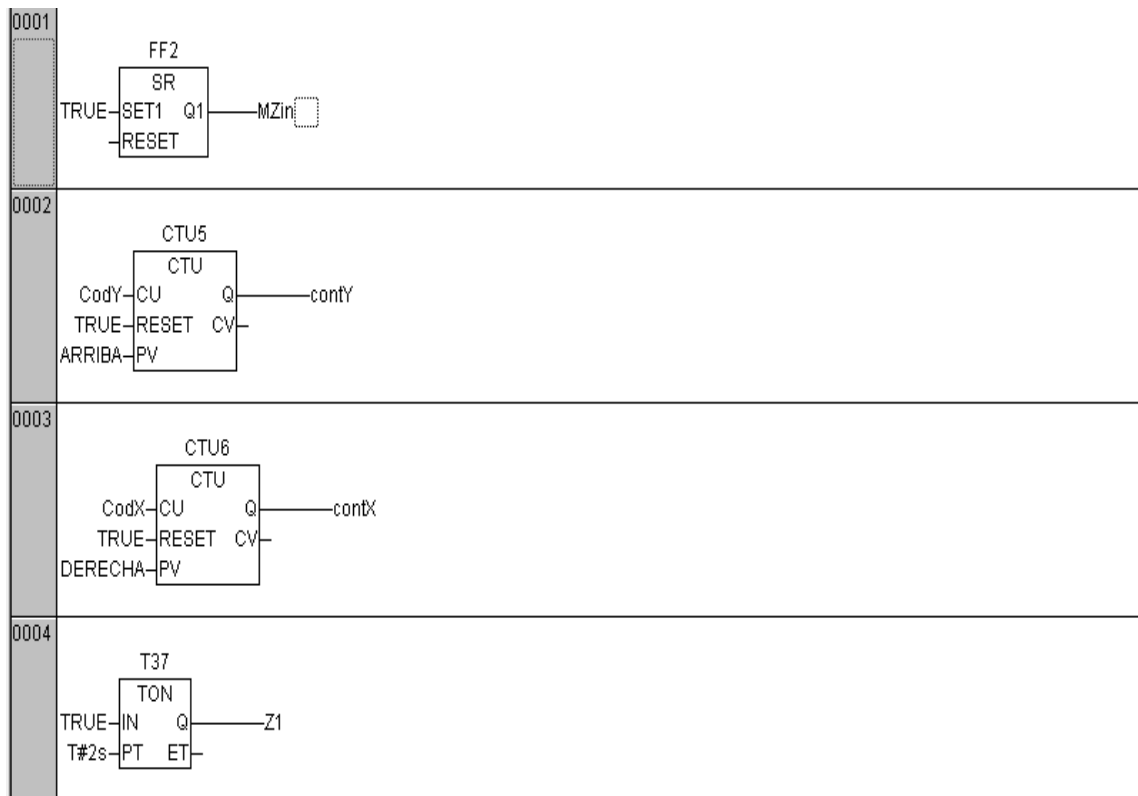 0001
FF2
SR
TRUE SET1 Q1 MZin
RESET
0002
CTU5
CTU
CodY CU Q contY
TRUE RESET CV
ARRIBA PV
0003
CTU6
CTU
CodX CU Q contX
TRUE RESET CV
DERECHA PV
0004
T37
TON
TRUE IN Q Z1
T#2s PT ET